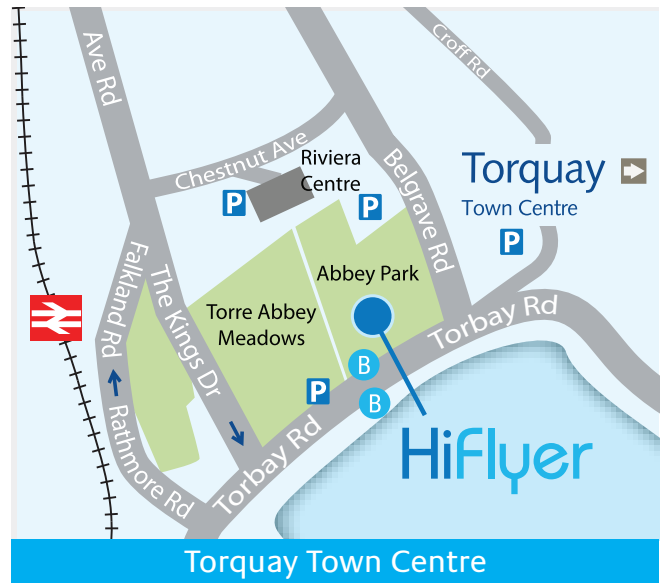 Ave Rd
Croff Rd
Chestnut Ave
Riviera
Centre
Belgrave Rd
Torquay
Town Centre
P
P
P
Falkland Rd
The Kings Dr
Abbey Park
Torre Abbey
Meadows
Torbay Rd
B
B
P
Rathmore Rd
Torbay Rd
HiFlyer
Torquay Town Centre